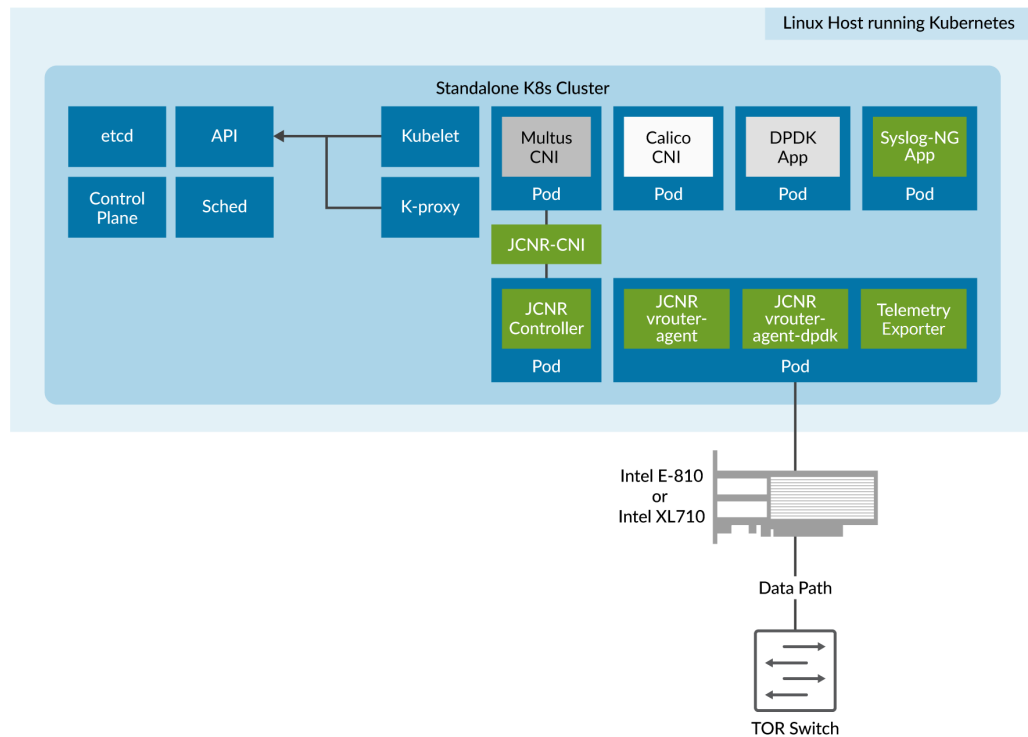 Linux Host running Kubernetes
Standalone K8s Cluster
etcd
API
Kubelet
Control
Plane
Sched
K-proxy
Multus
CNI
Pod
Calico
CNI
Pod
DPDK
App
Pod
Syslog-NG
App
Pod
JCNR-CNI
JCNR
Controller
Pod
JCNR
vrouter-
agent
JCNR
vrouter-
agent-dpdk
Telemetry
Exporter
Pod
Intel E-810
or
Intel XL710
Data Path
TOR Switch